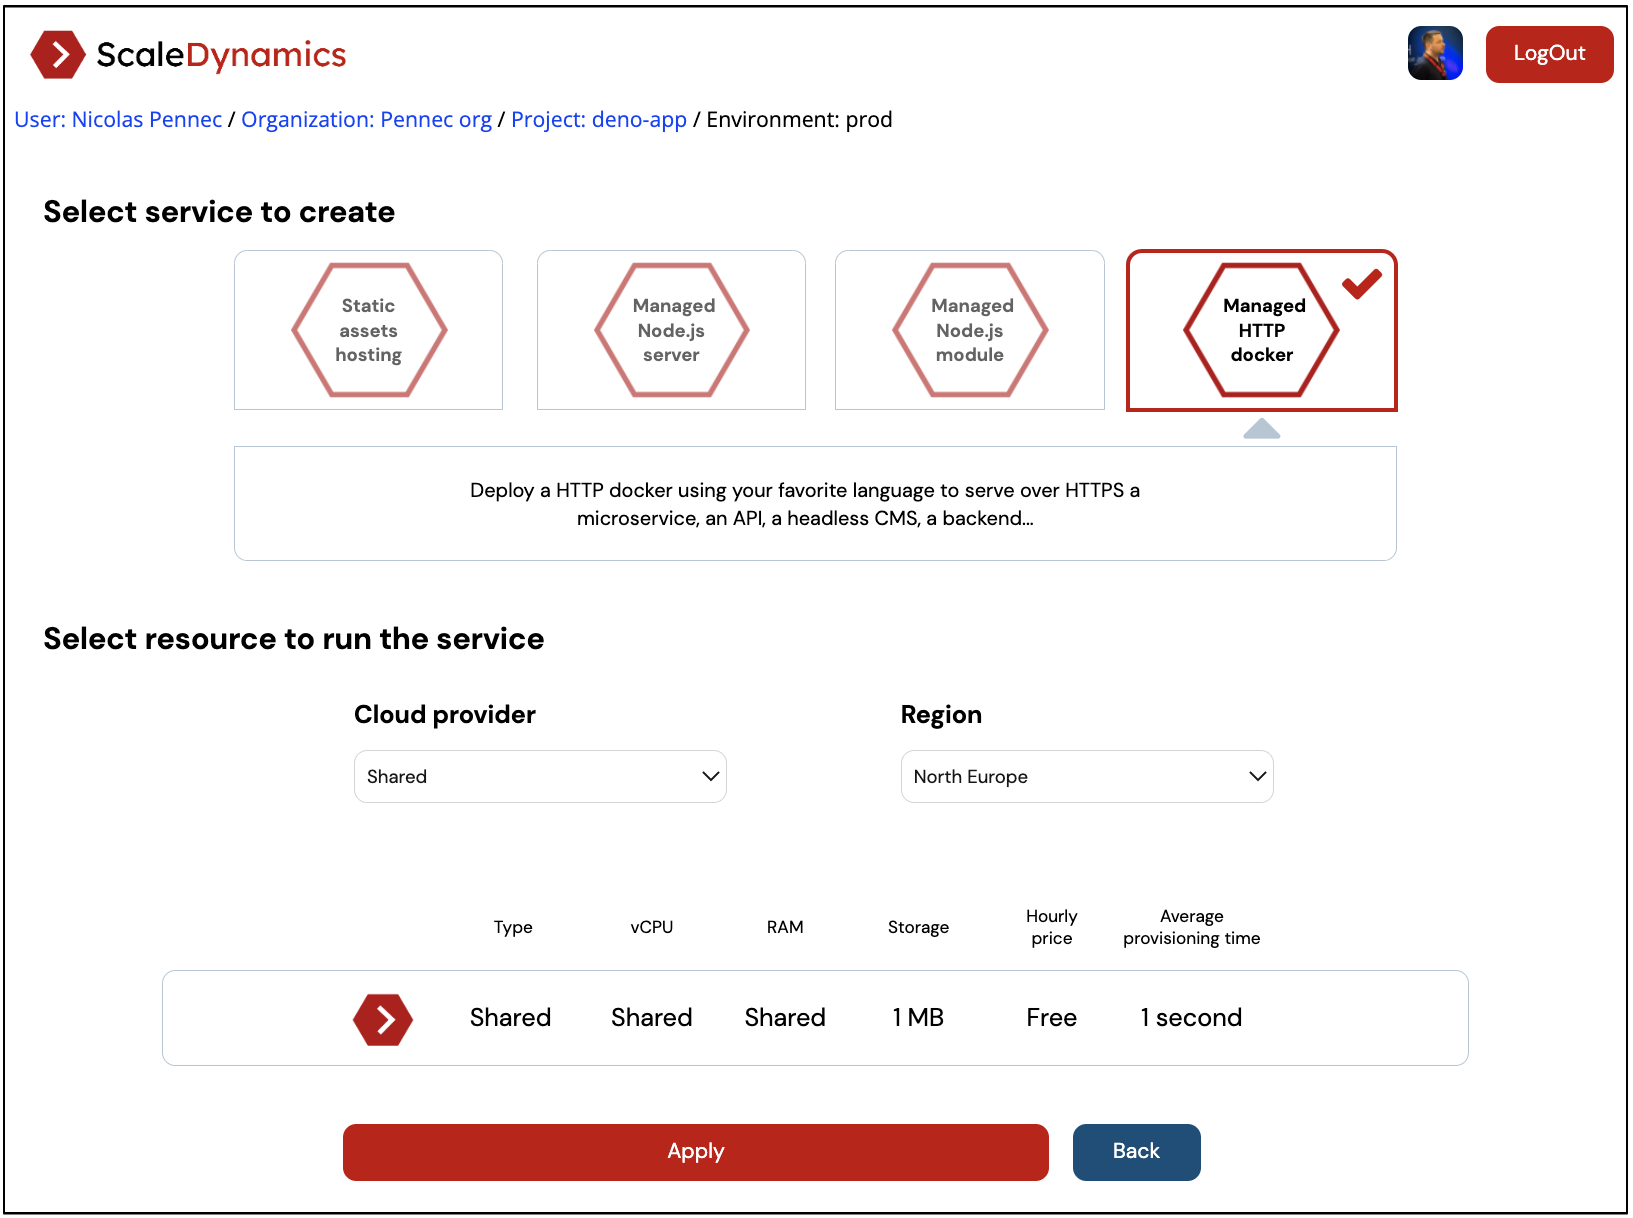 ScaleDynamics
LogOut
User: Nicolas Pennec / Organization: Pennec org / Project: deno-app / Environment: prod
Select service to create
Static
assets
hosting
Managed
Node.js
server
Managed
Node.js
module
Managed
HTTP
docker
Deploy a HTTP docker using your favorite language to serve over HTTPS a
microservice, an API, a headless CMS, a backend...
Select resource to run the service
Cloud provider
Region
Shared
North Europe
Type
vCPU
RAM
Storage
Hourly
price
Average
provisioning time
Shared
Shared
Shared
1 MB
Free
1 second
Apply
Back